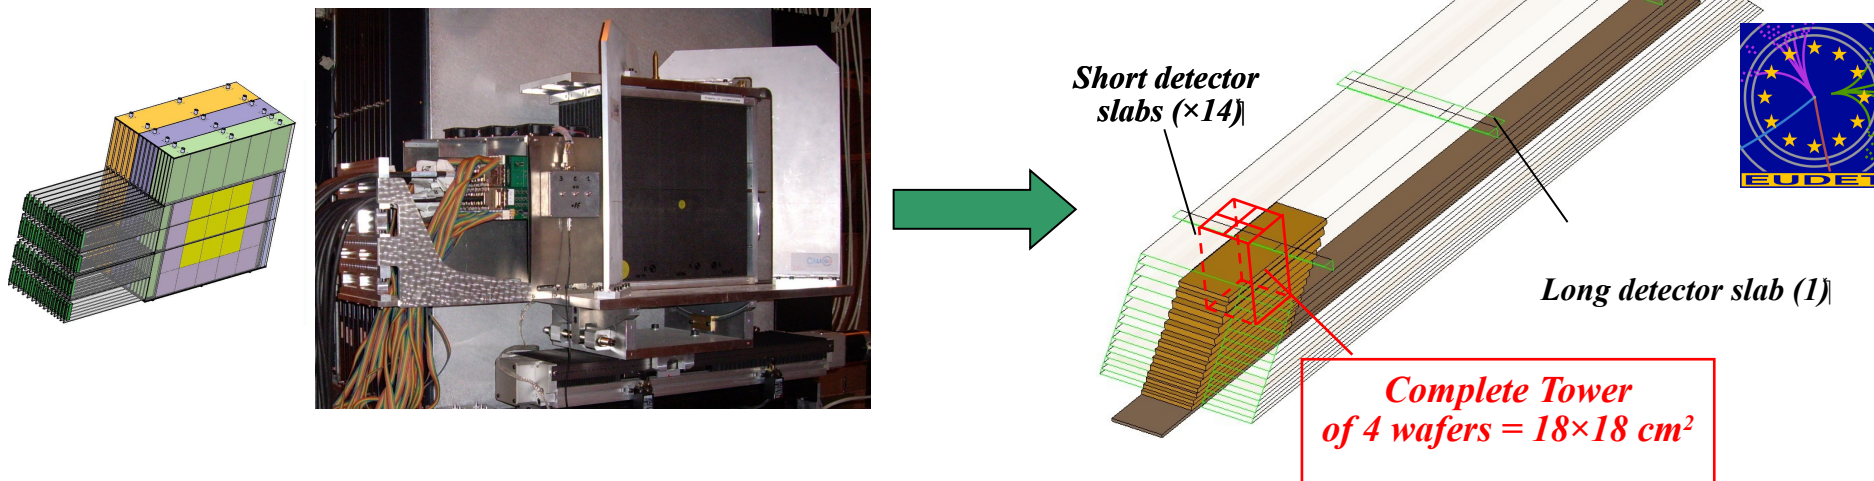 Short detector
slabs (×14)
Long detector slab (1)
Complete Tower
of 4 wafers = 18×18 cm²
EUDET